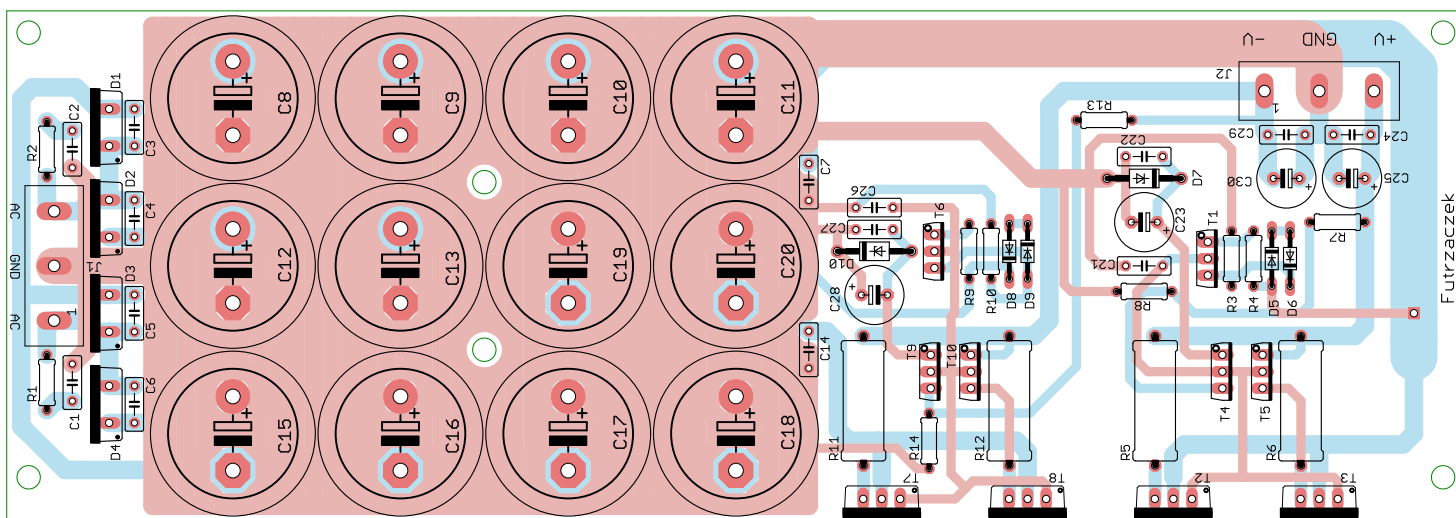 -V GND +V
J2
1
D1
C2
C3
R2
D2
C4
AC
GND
AC
J1
1
D3
C5
R1
C1
C6
D4
C8
C9
C10
C11
C12
C13
C19
C20
C15
C16
C17
C18
C7
C14
C26
C27
D10
C28
T6
R9
R10
D8
D9
R13
C22
D7
C23
C21
R8
C29
C24
C30
C25
R7
T1
R3
R4
D5
D6
Futrzaczek
T9
T10
R11
R14
R12
T7
T8
R5
T4
T5
R6
T2
T3